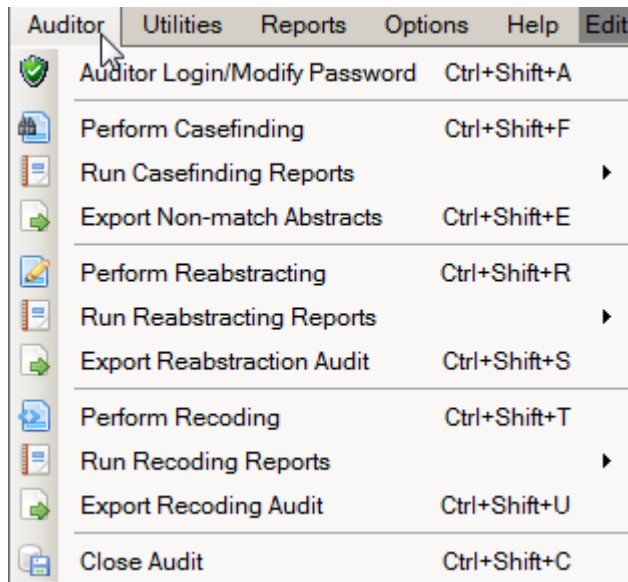 Auditor Utilities Reports Options Help Edit
Auditor Login/Modify Password Ctrl+Shift+A
Perform Casefinding Ctrl+Shift+F
Run Casefinding Reports
Export Non-match Abstracts Ctrl+Shift+E
Perform Reabstracting Ctrl+Shift+R
Run Reabstracting Reports
Export Reabstraction Audit Ctrl+Shift+S
Perform Recoding Ctrl+Shift+T
Run Recoding Reports
Export Recoding Audit Ctrl+Shift+U
Close Audit Ctrl+Shift+C